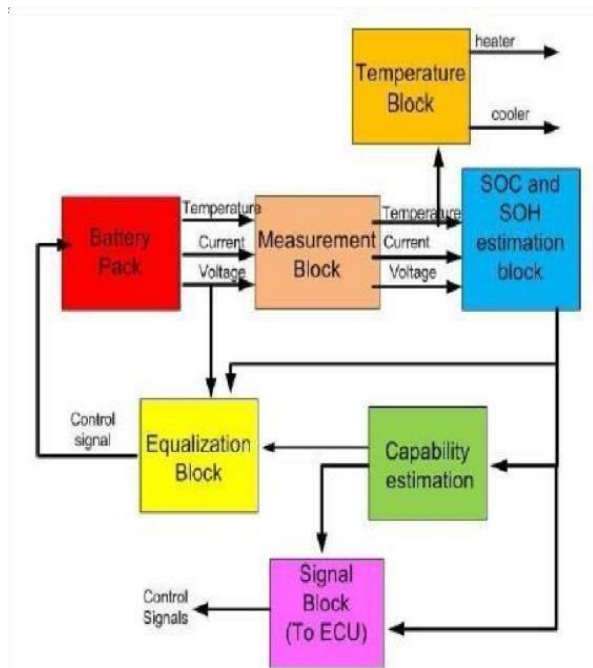 heater
Temperature
Block
cooler
SOC and
SOH
estimation
block
Temperature
Current
Voltage
Battery
Pack
Measurement
Block
Temperature
Current
Voltage
Control
signal
Equalization
Block
Capability
estimation
Signal
Block
(To ECU)
Control
Signals